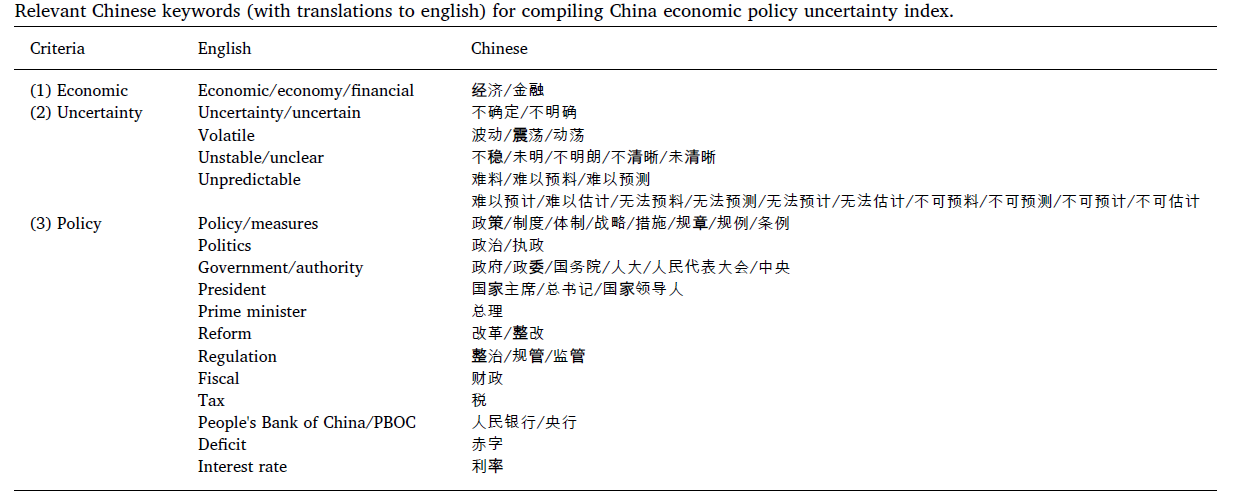 Relevant Chinese keywords (with translations to english) for compiling China economic policy uncertainty index.
Criteria English Chinese
(1) Economic Economic/economy/financial 经济/金融
(2) Uncertainty Uncertainty/uncertain 不确定/不明确
Volatile 波动/震荡/动荡
Unstable/unclear 不稳/未明/不明朗/不清晰/未清晰
Unpredictable 难料/难以预料/难以预测
难以预计/难以估计/无法预料/无法预测/无法预计/无法估计/不可预料/不可预测/不可预计/不可估计
(3) Policy Policy/measures 政策/制度/体制/战略/措施/规章/规例/条例
Politics 政治/执政
Government/authority 政府/政委/国务院/人大/人民代表大会/中央
President 国家主席/总书记/国家领导人
Prime minister 总理
Reform 改革/整改
Regulation 整治/规管/监管
Fiscal 财政
Tax 税
People's Bank of China/PBOC 人民银行/央行
Deficit 赤字
Interest rate 利率